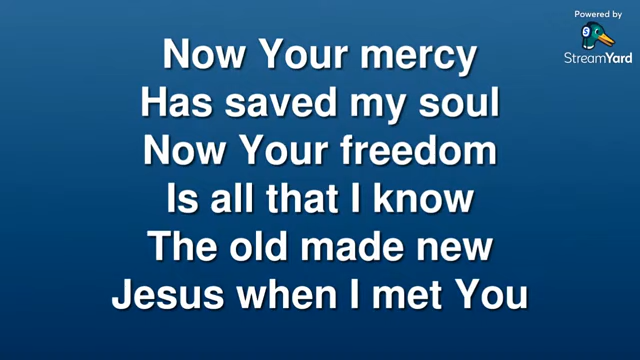 Powered by
StreamYard
Now Your mercy
Has saved my soul
Now Your freedom
Is all that I know
The old made new
Jesus when I met You